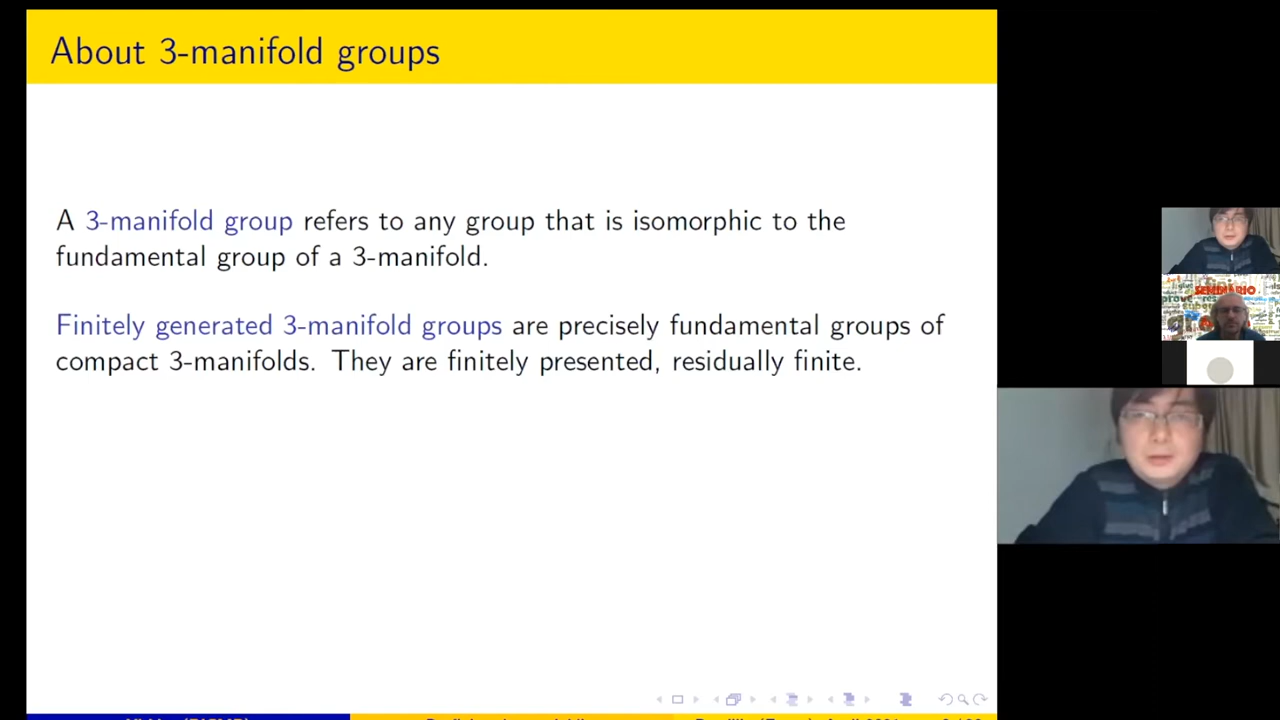 About 3-manifold groups
A 3-manifold group refers to any group that is isomorphic to the
fundamental group of a 3-manifold.
Finitely generated 3-manifold groups are precisely fundamental groups of
compact 3-manifolds. They are finitely presented, residually finite.
SEMINÁRIO